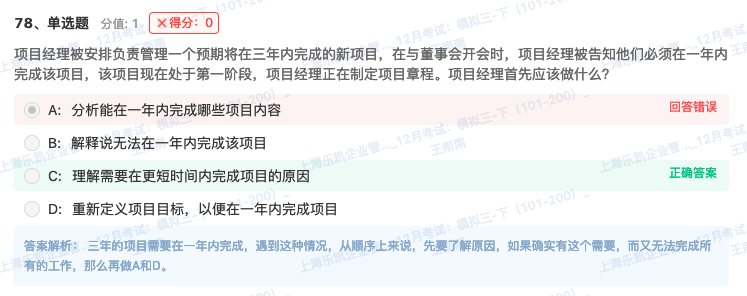 78、单选题 分值: 1 ✕得分：0
项目经理被安排负责管理一个预期将在三年内完成的新项目，在与董事会开会时，项目经理被告知他们必须在一年内
完成该项目，该项目现在处于第一阶段，项目经理正在制定项目章程。项目经理首先应该做什么？
A: 分析能在一年内完成哪些项目内容 回答错误
B: 解释说无法在一年内完成该项目
C: 理解需要在更短时间内完成项目的原因 正确答案
D: 重新定义项目目标，以便在一年内完成项目
答案解析： 三年的项目需要在一年内完成，遇到这种情况，从顺序上来说，先要了解原因，如果确实有这个需要，而又无法完成所
有的工作，那么再做A和D。
上海乐凯企业管..._12月考试：模拟三-下（101-200）_
王南南